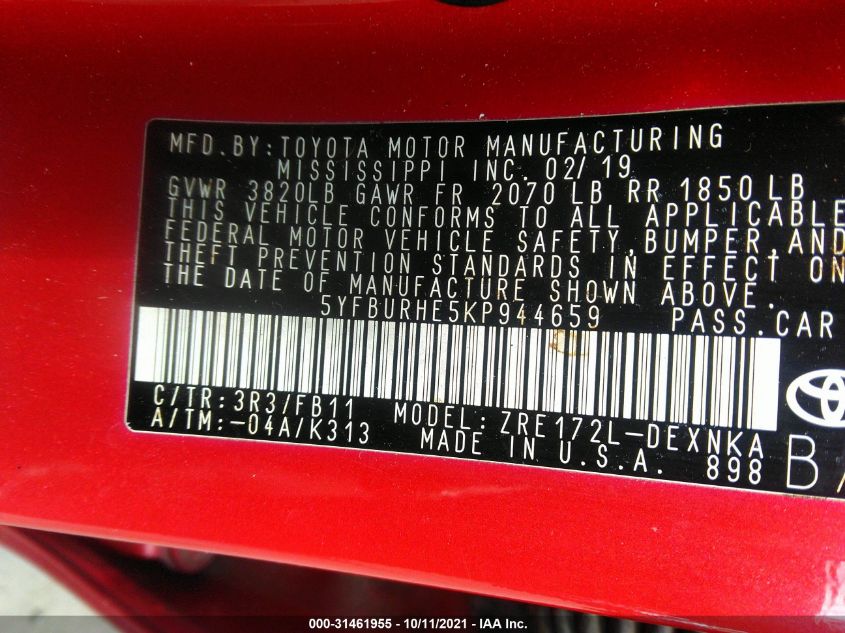 MFD.BY:TOYOTA MOTOR MANUFACTURING
MISSISSIPPI INC. 02/19
GVWR 3820LB GAWR FR 2070 LB RR 1850 LB
THIS VEHICLE CONFORMS TO ALL APPLICABLE
FEDERAL MOTOR VEHICLE SAFETY,BUMPER,AND
THEFT PREVENTION STANDARDS IN EFFECT ON
THE DATE OF MANUFACTURE SHOWN ABOVE.
5YFBURHE5KP944659 PASS.CAR
C/TR:3R3/FB11 MODEL:ZRE172L-DEXNKA
A/TM:-04A/K313 MADE IN U.S.A. 898
B/
000-31461955 - 10/11/2021 - IAA Inc.